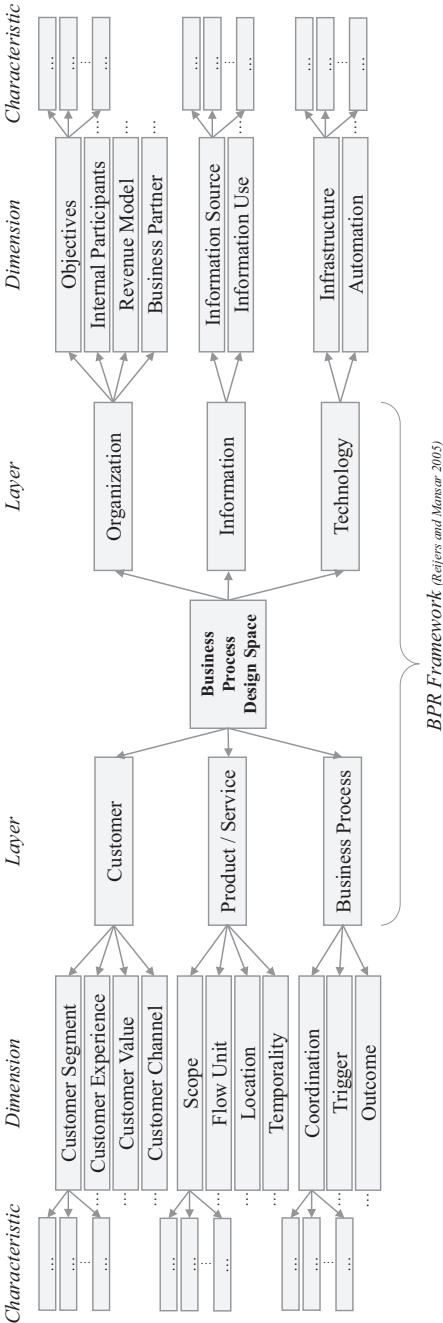 Characteristic
Dimension
Layer
Layer
Dimension
Characteristic
...
...
...
...
...
...
...
...
...
Customer Segment
Customer Experience ...
Customer Value ...
Customer Channel ...
Scope
Flow Unit ...
Location ...
Temporality ...
Coordination
Trigger ...
Outcome ...
Customer
Product / Service
Business Process
Business
Process
Design Space
Organization
Information
Technology
Objectives
Internal Participants ...
Revenue Model ...
Business Partner ...
Information Source
Information Use ...
Infrastructure
Automation ...
...
...
...
...
...
...
...
...
...
BPR Framework (Reijers and Mansar 2005)